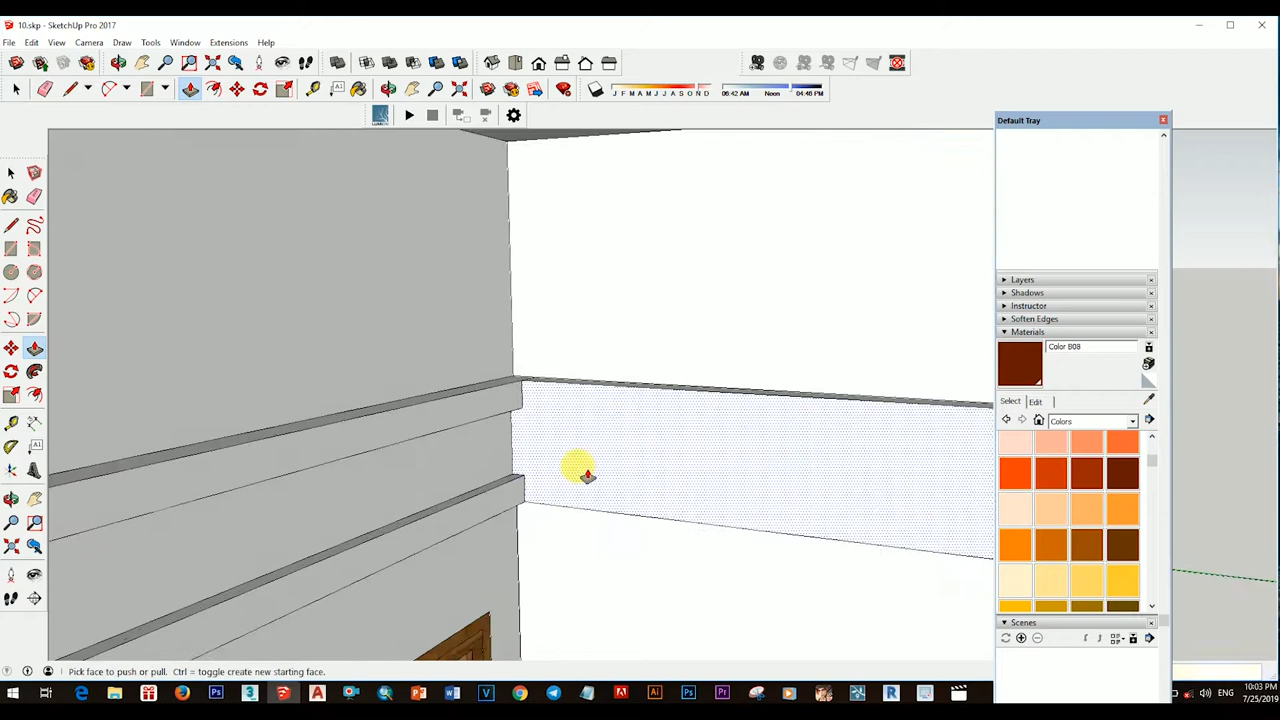 10.skp - SketchUp Pro 2017
File Edit View Camera Draw Tools Window Extensions Help
J F M A M J J A S O N D 06:42 AM Noon 04:46 PM
Default Tray
Layers
Shadows
Instructor
Soften Edges
Materials
Color B08
Select Edit
Colors
Scenes
Pick face to push or pull. Ctrl = toggle create new starting face.
ENG
10:03 PM
7/25/2019